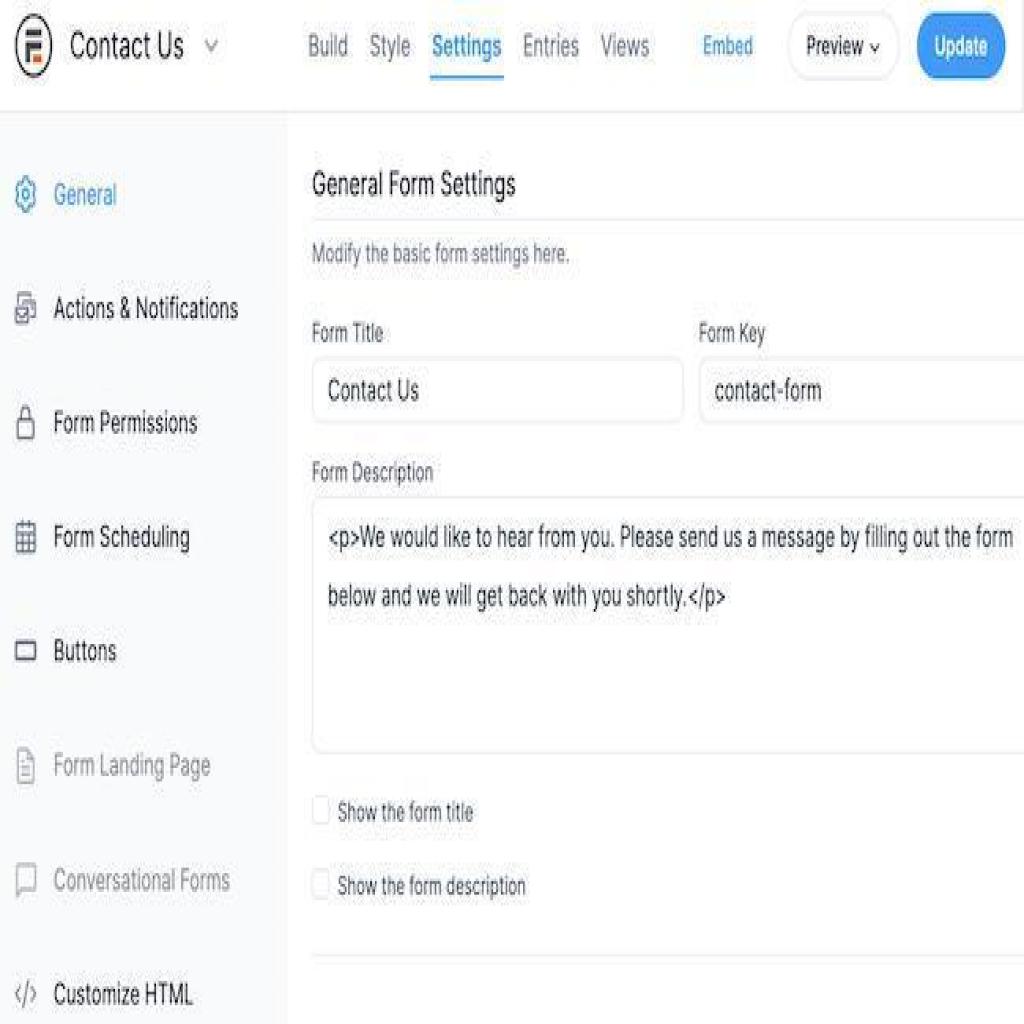 Contact Us
Build Style Settings Entries Views Embed Preview Update
General
Actions & Notifications
Form Permissions
Form Scheduling
Buttons
Form Landing Page
Conversational Forms
Customize HTML
General Form Settings
Modify the basic form settings here.
Form Title
Contact Us
Form Key
contact-form
Form Description
<p>We would like to hear from you. Please send us a message by filling out the form
below and we will get back with you shortly.</p>
Show the form title
Show the form description